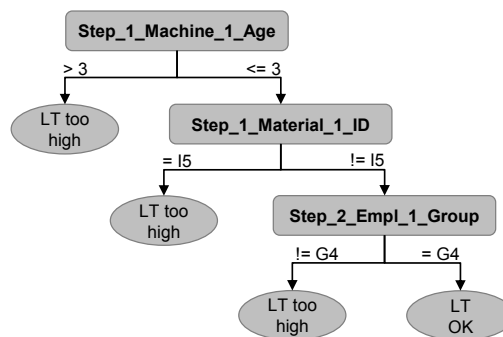 Step_1_Machine_1_Age
> 3
<= 3
LT too
high
Step_1_Material_1_ID
= I5
!= I5
LT too
high
Step_2_Empl_1_Group
!= G4
= G4
LT too
high
LT
OK